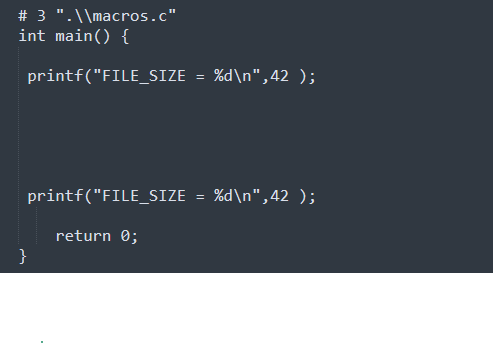 # 3 ".\\macros.c"
int main() {
printf("FILE_SIZE = %d\n",42 );
printf("FILE_SIZE = %d\n",42 );
return 0;
}